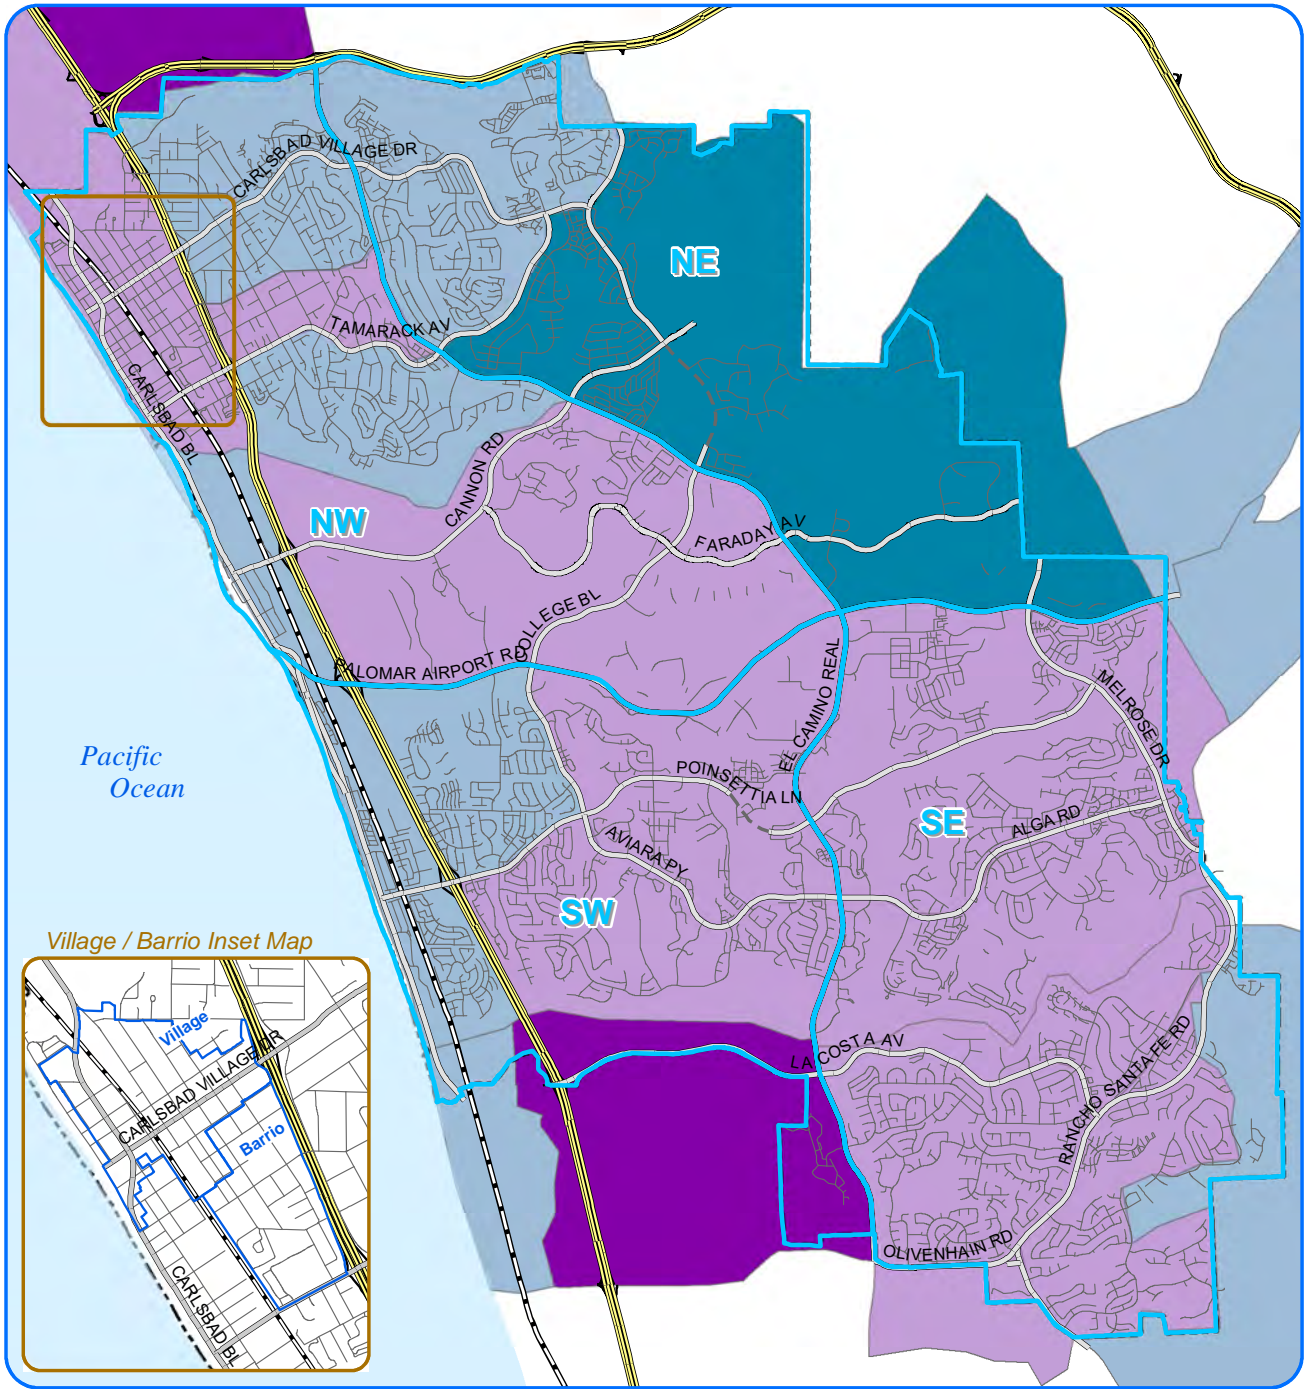 CARLSBAD VILLAGE DR
NE
TAMARACK AV
CARLSBAD BL
CANNON RD
NW
FARADAY AV
COLLEGE BL
PALOMAR AIRPORT RD
EL CAMINO REAL
MELROSE DR
Pacific
Ocean
POINSETTIA LN
SE
ALGA RD
AVIARA PY
SW
Village / Barrio Inset Map
Village
CARLSBAD VILLAGE DR
Barrio
CARLSBAD BL
LA COSTA AV
RANCHO SANTA FE RD
OLIVENHAIN RD